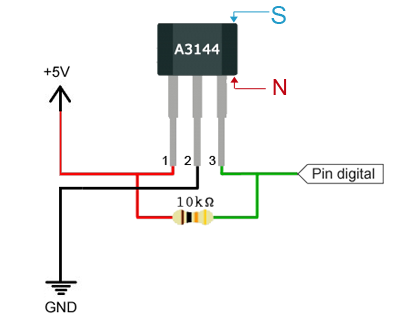 S
A3144
+5V
N
1 2 3
Pin digital
10kΩ
GND